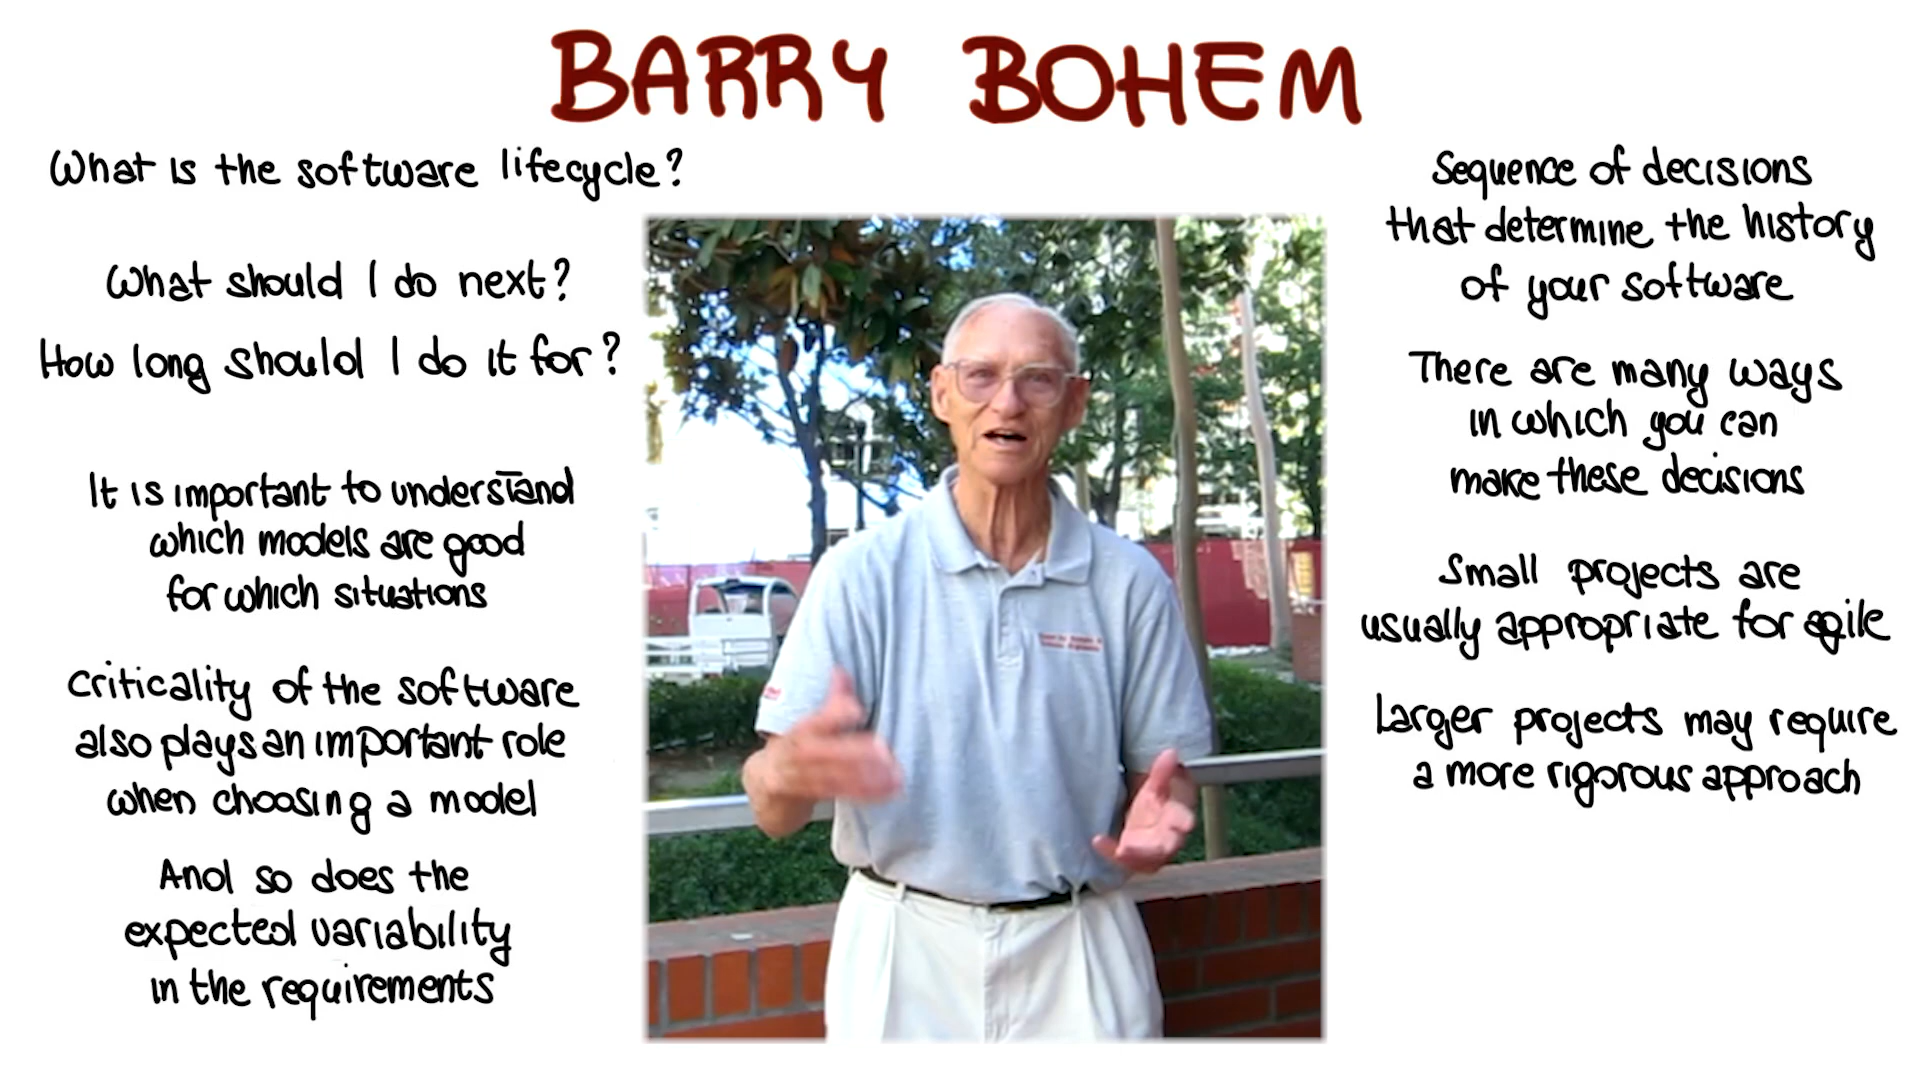 BARRY BOHEM
What is the software lifecycle?
What should I do next?
How long should I do it for?
It is important to understand
which models are good
for which situations
Criticality of the software
also plays an important role
when choosing a model
And so does the
expected variability
in the requirements
Sequence of decisions
that determine the history
of your software
There are many ways
in which you can
make these decisions
Small projects are
usually appropriate for agile
Larger projects may require
a more rigorous approach